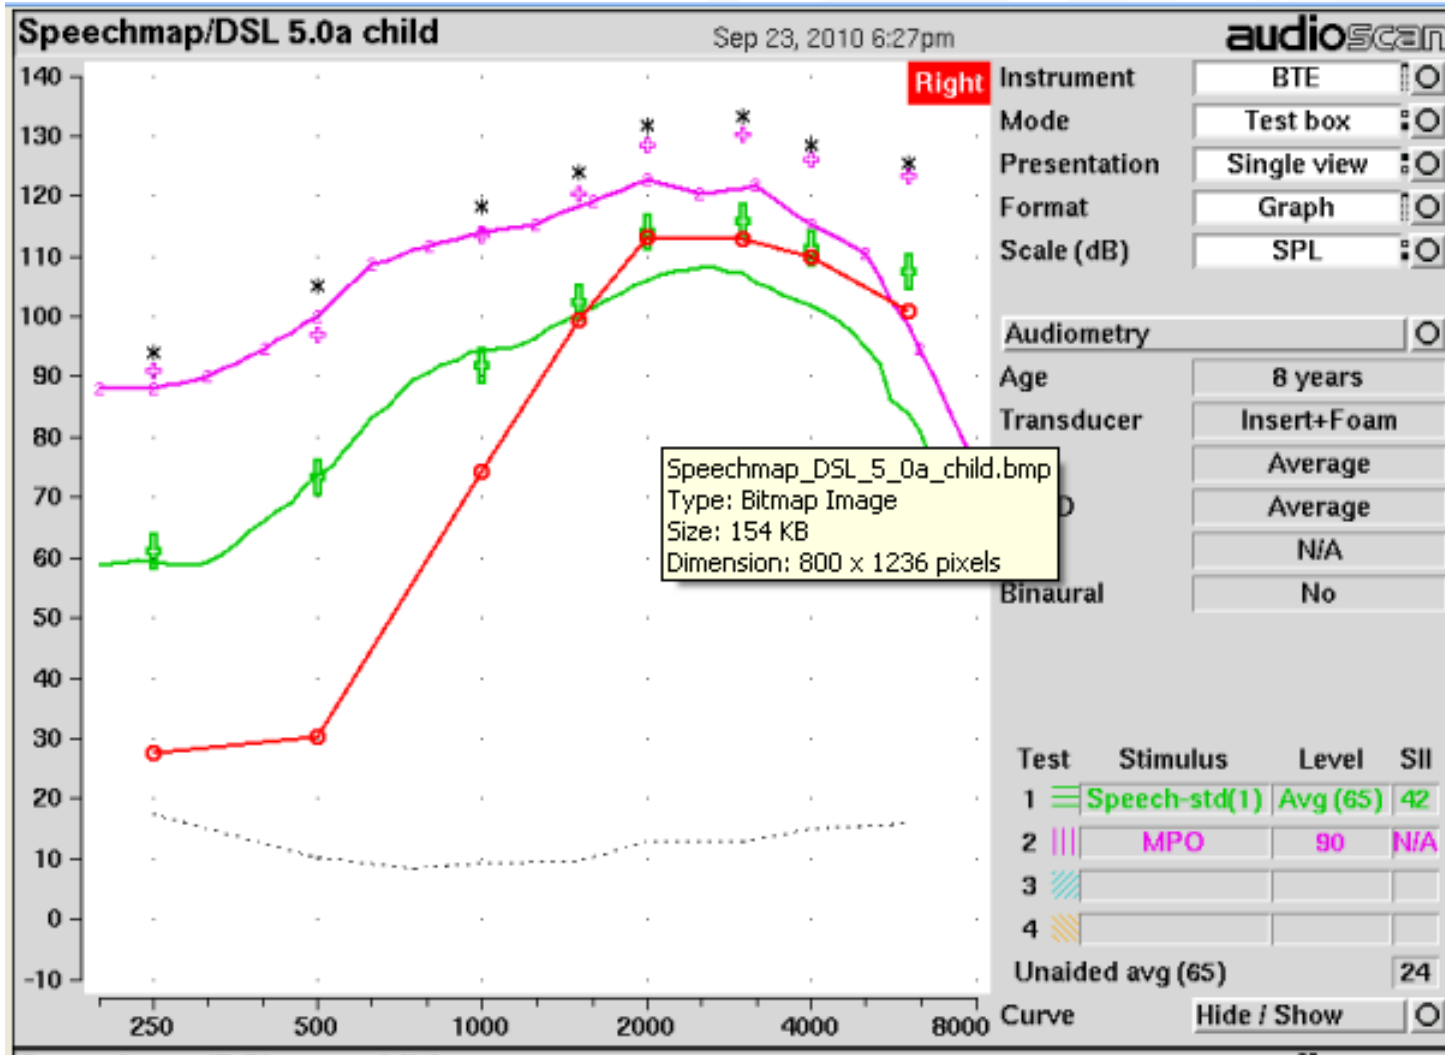 Speechmap/DSL 5.0a child Sep 23, 2010 6:27pm audioscan
140
130
120
110
100
90
80
70
60
50
40
30
20
10
0
-10
250 500 1000 2000 4000 8000
Right
Instrument BTE
Mode Test box
Presentation Single view
Format Graph
Scale (dB) SPL
Audiometry
Age 8 years
Transducer Insert+Foam
Average
Average
N/A
Binaural No
Speechmap_DSL_5_0a_child.bmp
Type: Bitmap Image
Size: 154 KB
Dimension: 800 x 1236 pixels
Test Stimulus Level SII
1 Speech-std(1) Avg (65) 42
2 MPO 90 N/A
3
4
Unaided avg (65) 24
Curve Hide / Show